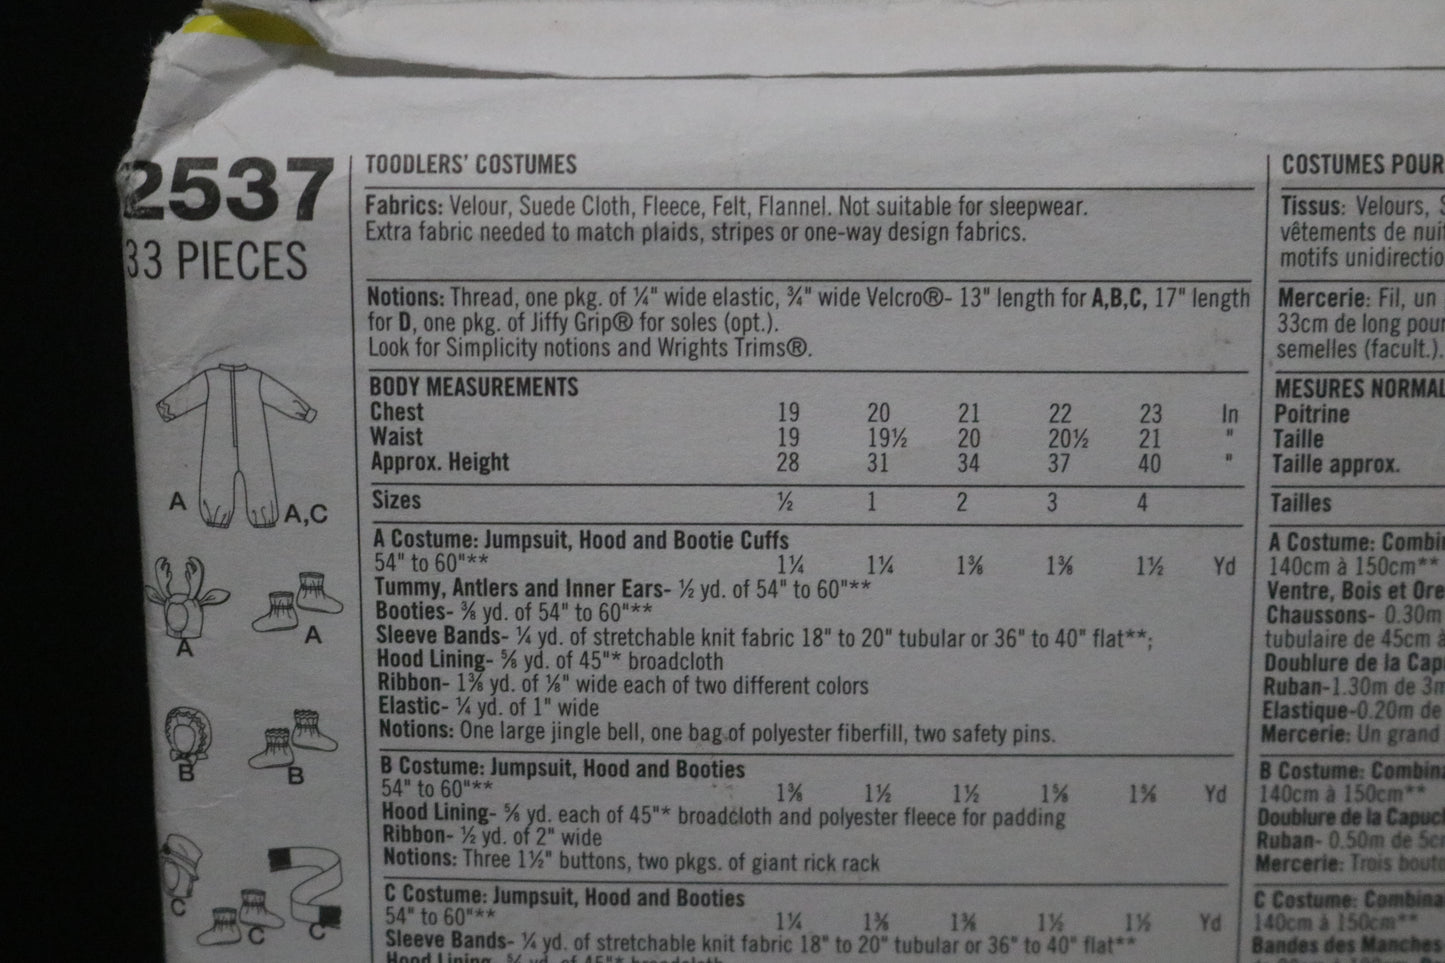 2537
33 PIECES
TOODLERS' COSTUMES
Fabrics: Velour, Suede Cloth, Fleece, Felt, Flannel. Not suitable for sleepwear.
Extra fabric needed to match plaids, stripes or one-way design fabrics.
Notions: Thread, one pkg. of ¼" wide elastic, ¾" wide Velcro®- 13" length for A,B,C, 17" length
for D, one pkg. of Jiffy Grip® for soles (opt.).
Look for Simplicity notions and Wrights Trims®.
BODY MEASUREMENTS
Chest 19 20 21 22 23 In
Waist 19 19½ 20 20½ 21 "
Approx. Height 28 31 34 37 40 "
Sizes ½ 1 2 3 4
A Costume: Jumpsuit, Hood and Bootie Cuffs
54" to 60"** 1¼ 1¼ 1⅜ 1⅜ 1½ Yd
Tummy, Antlers and Inner Ears- ½ yd. of 54" to 60"**
Booties- ⅜ yd. of 54" to 60"**
Sleeve Bands- ¼ yd. of stretchable knit fabric 18" to 20" tubular or 36" to 40" flat**;
Hood Lining- ⅝ yd. of 45"* broadcloth
Ribbon- 1⅜ yd. of ⅛" wide each of two different colors
Elastic- ¼ yd. of 1" wide
Notions: One large jingle bell, one bag of polyester fiberfill, two safety pins.
B Costume: Jumpsuit, Hood and Booties
54" to 60"** 1⅜ 1½ 1½ 1⅝ 1⅝ Yd
Hood Lining- ⅝ yd. each of 45"* broadcloth and polyester fleece for padding
Ribbon- ½ yd. of 2" wide
Notions: Three 1½" buttons, two pkgs. of giant rick rack
C Costume: Jumpsuit, Hood and Booties
54" to 60"** 1¼ 1⅜ 1⅜ 1½ 1½ Yd
Sleeve Bands- ¼ yd. of stretchable knit fabric 18" to 20" tubular or 36" to 40" flat**
Hood Lining- ⅝ yd. of 45"* broadcloth
A
A,C
A
A
B
B
C
C
C
COSTUMES POUR
Tissus: Velours, S
vêtements de nuit
motifs unidirectio
Mercerie: Fil, un
33cm de long pour
semelles (facult.).
MESURES NORMAL
Poitrine
Taille
Taille approx.
Tailles
A Costume: Combin
140cm à 150cm**
Ventre, Bois et Ore
Chaussons- 0.30m
tubulaire de 45cm à
Doublure de la Cap
Ruban-1.30m de 3m
Elastique-0.20m de
Mercerie: Un grand
B Costume: Combina
140cm à 150cm**
Doublure de la Capuc
Ruban- 0.50m de 5c
Mercerie: Trois bout
C Costume: Combina
140cm à 150cm**
Bandes des Manches